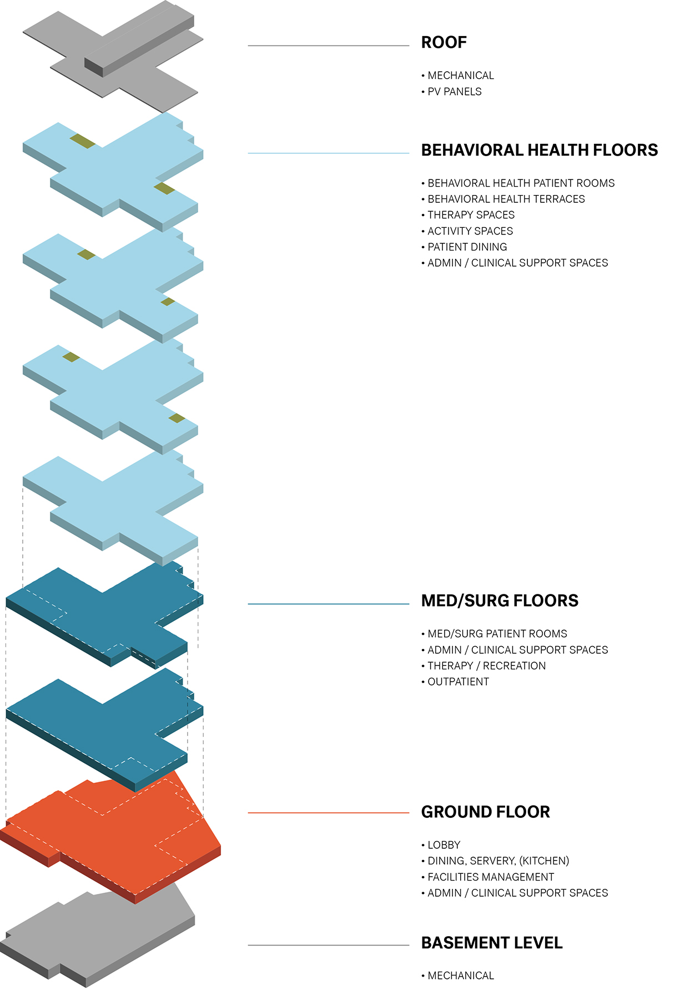 ROOF
• MECHANICAL
• PV PANELS
BEHAVIORAL HEALTH FLOORS
• BEHAVIORAL HEALTH PATIENT ROOMS
• BEHAVIORAL HEALTH TERRACES
• THERAPY SPACES
• ACTIVITY SPACES
• PATIENT DINING
• ADMIN / CLINICAL SUPPORT SPACES
MED/SURG FLOORS
• MED/SURG PATIENT ROOMS
• ADMIN / CLINICAL SUPPORT SPACES
• THERAPY / RECREATION
• OUTPATIENT
GROUND FLOOR
• LOBBY
• DINING, SERVERY, (KITCHEN)
• FACILITIES MANAGEMENT
• ADMIN / CLINICAL SUPPORT SPACES
BASEMENT LEVEL
• MECHANICAL